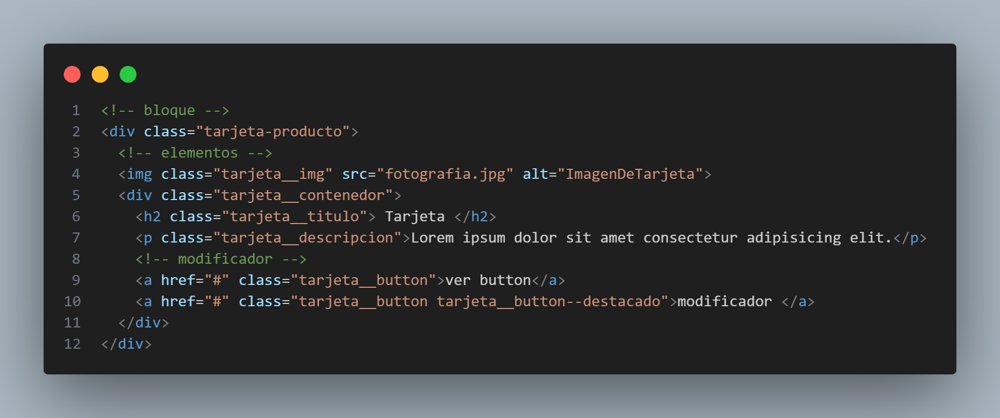 1 <!-- bloque -->
2 <div class="tarjeta-producto">
3   <!-- elementos -->
4   <img class="tarjeta__img" src="fotografia.jpg" alt="ImagenDeTarjeta">
5   <div class="tarjeta__contenedor">
6     <h2 class="tarjeta__titulo"> Tarjeta </h2>
7     <p class="tarjeta__descripcion">Lorem ipsum dolor sit amet consectetur adipisicing elit.</p>
8     <!-- modificador -->
9     <a href="#" class="tarjeta__button">ver button</a>
10     <a href="#" class="tarjeta__button tarjeta__button--destacado">modificador </a>
11   </div>
12 </div>